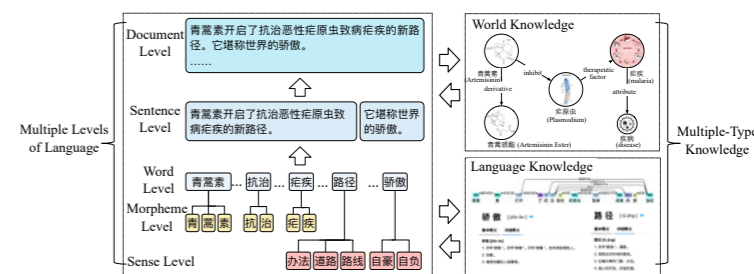 Multiple Levels
of Language
Document
Level
青蒿素开启了抗治恶性疟原虫致病疟疾的新路
径。它堪称世界的骄傲。
……
Sentence
Level
青蒿素开启了抗治恶性疟原虫致
病疟疾的新路径。
它堪称世界
的骄傲。
Word
Level
青蒿素 … 抗治 … 疟疾 … 路径 … 骄傲
Morpheme
Level
青 蒿 素 抗 治 疟 疾
Sense Level
办法 道路 路线 自豪 自负
World Knowledge
青蒿素
(Artemisinin)
inhibit
therapeutic
factor
疟疾
(malaria)
derivative
疟原虫
(Plasmodium)
attribute
青蒿琥酯 (Artemisinin Ester)
疾病
(disease)
Language Knowledge
骄傲
路径
Multiple-Type
Knowledge